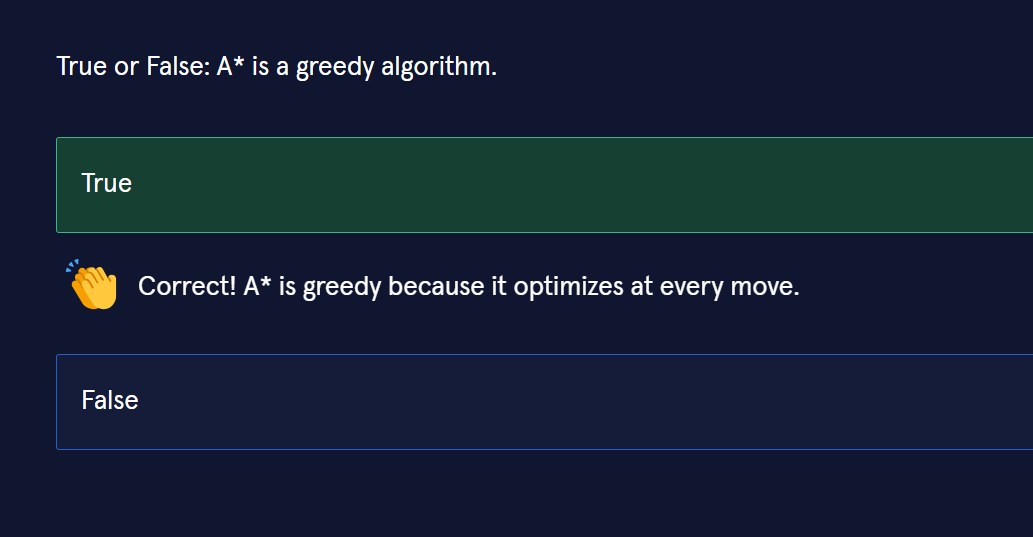 True or False: A* is a greedy algorithm.
True
Correct! A* is greedy because it optimizes at every move.
False